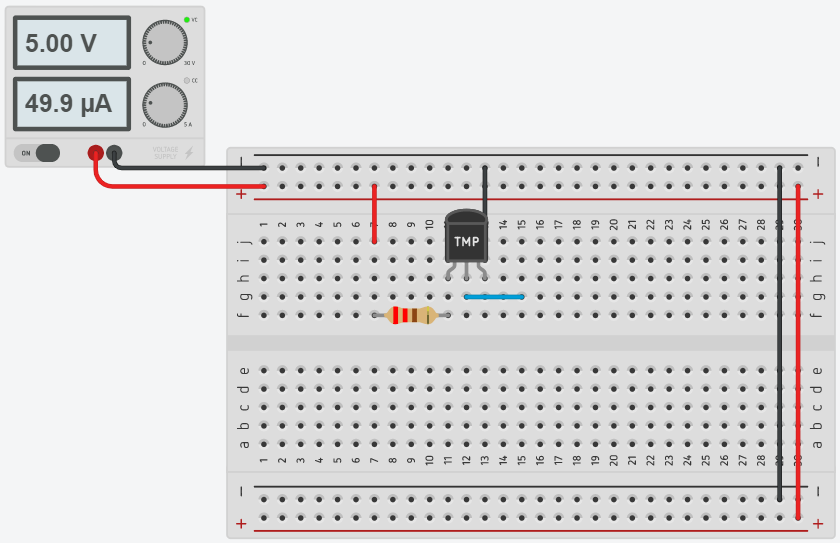 5.00 V
CV
0 30 V
49.9 µA
CC
0 5 A
ON
VOLTAGE
SUPPLY
− −
+ +
1 2 3 4 5 6 7 8 9 10 11 12 13 14 15 16 17 18 19 20 21 22 23 24 25 26 27 28 29 30
j j
TMP
i i
h h
g g
f f
e e
d d
c c
b b
a a
1 2 3 4 5 6 7 8 9 10 11 12 13 14 15 16 17 18 19 20 21 22 23 24 25 26 27 28 29 30
− −
+ +